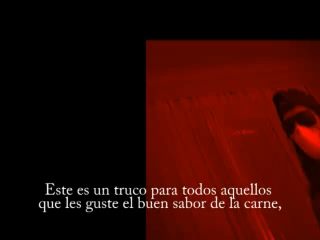 Este es un truco para todos aquellos
que les guste el buen sabor de la carne,